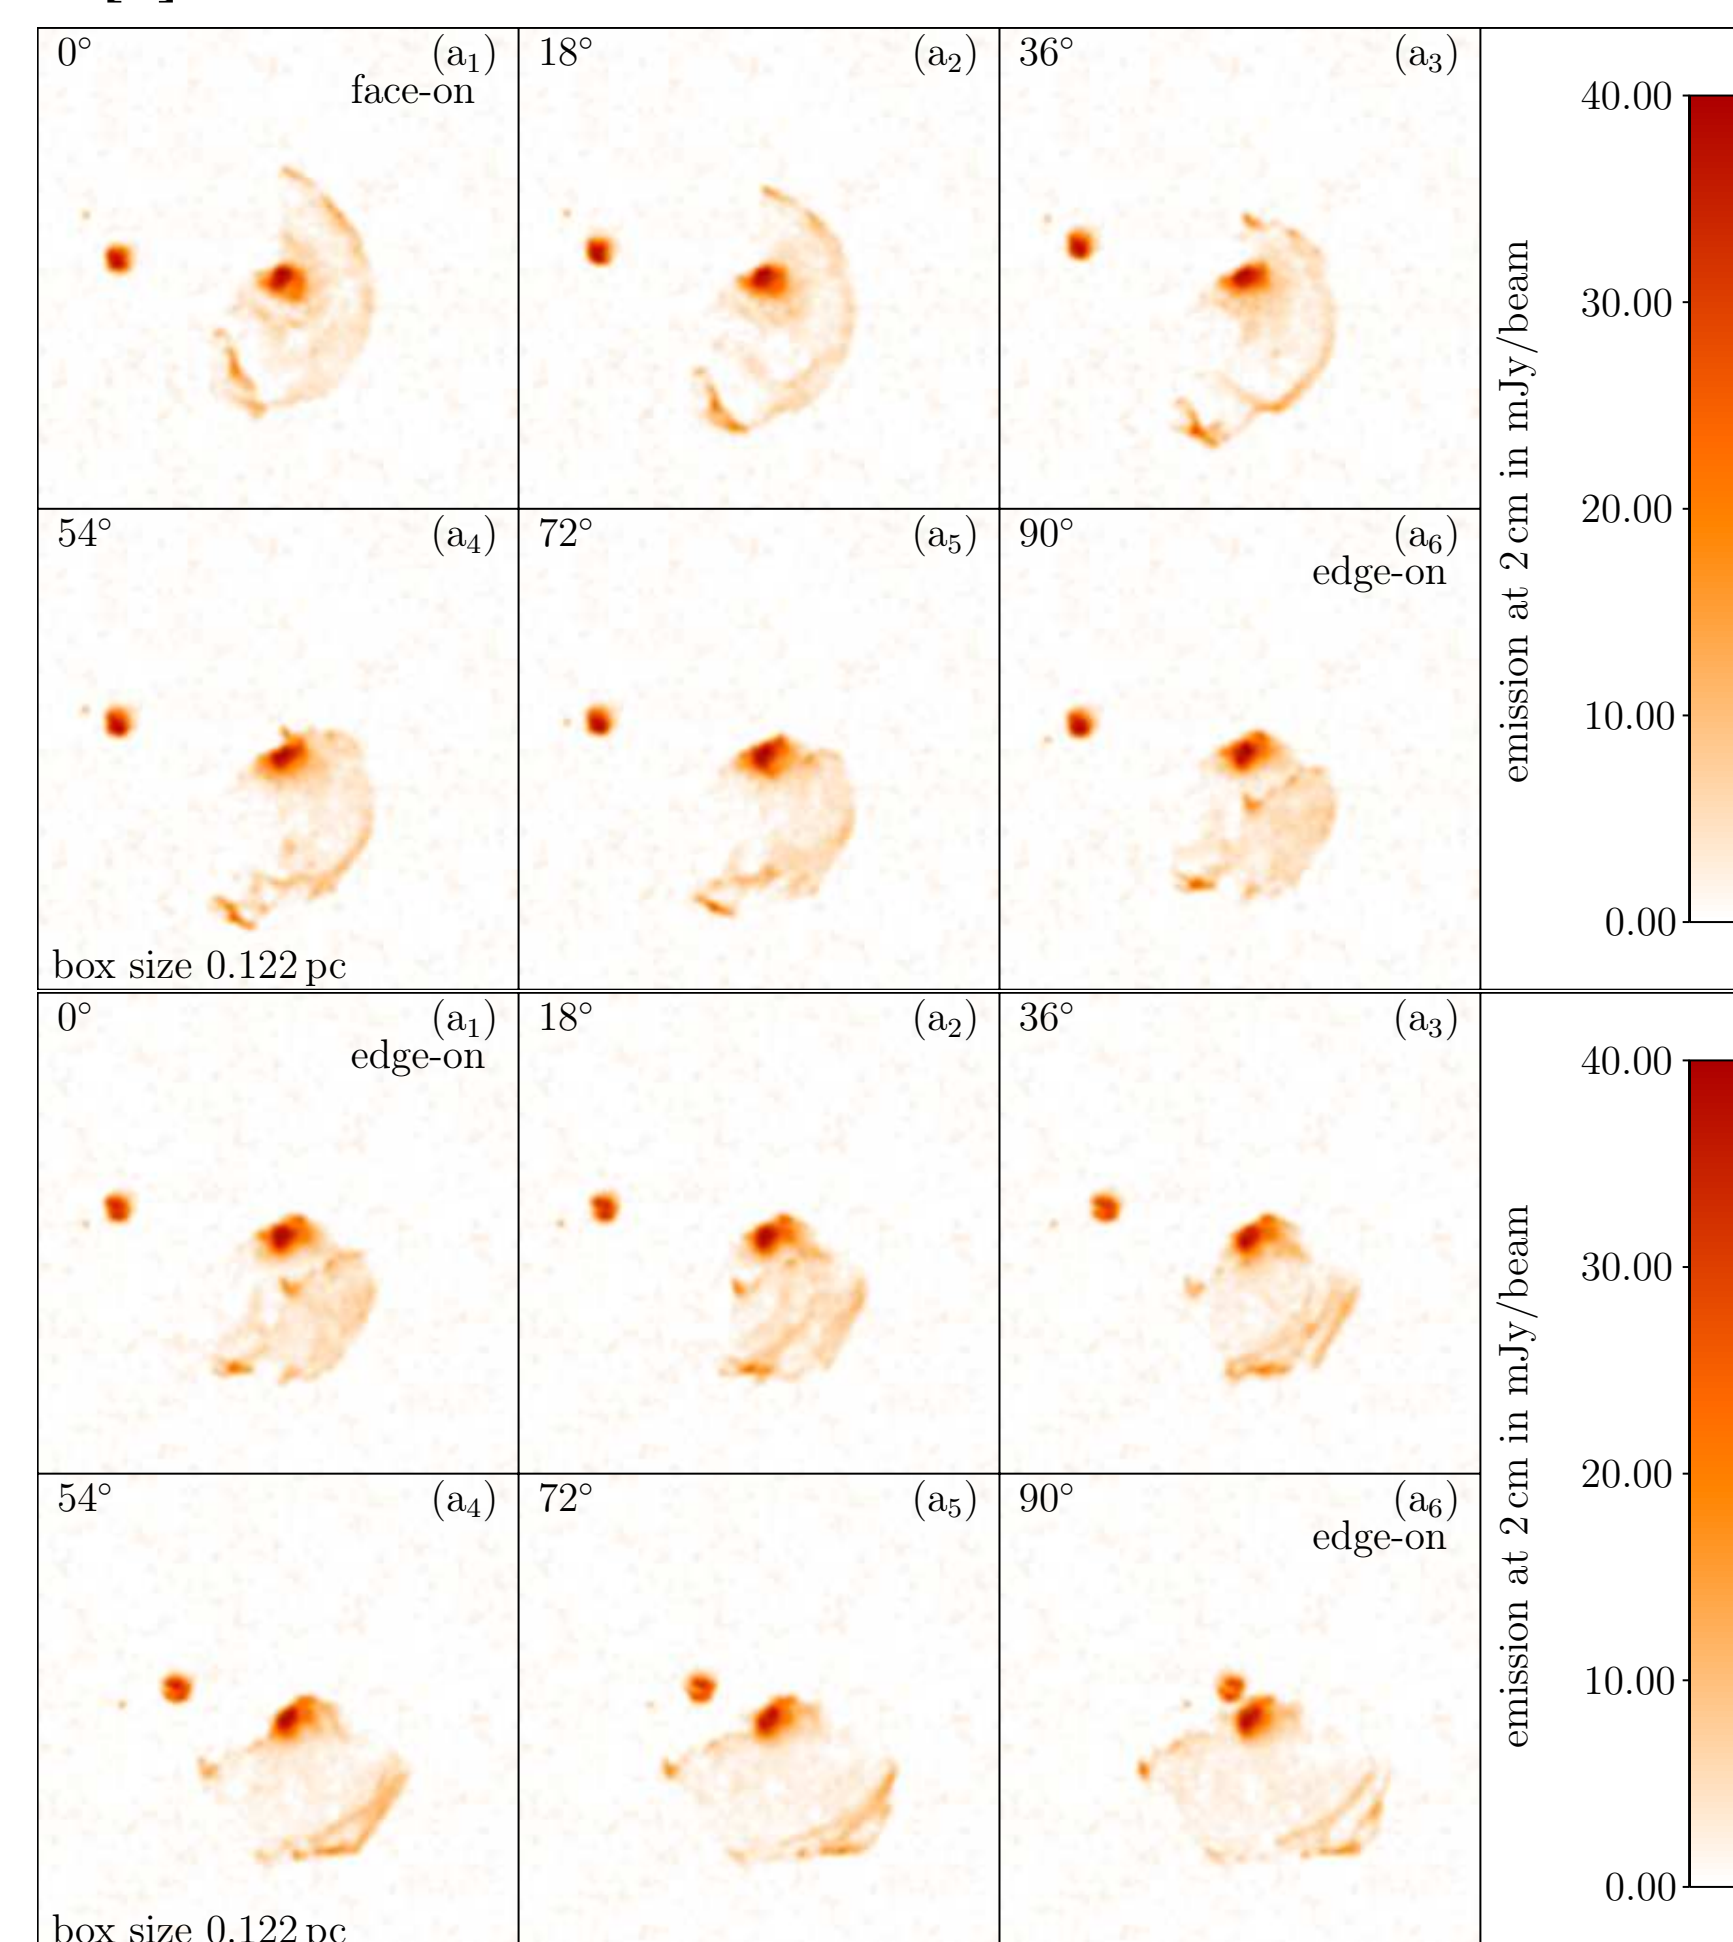 0° (a₁) 18° (a₂) 36° (a₃)
face-on
40.00
30.00
20.00
10.00
0.00
emission at 2 cm in mJy/beam
54° (a₄) 72° (a₅) 90° (a₆)
edge-on
box size 0.122 pc
0° (a₁) 18° (a₂) 36° (a₃)
edge-on
40.00
30.00
20.00
10.00
0.00
emission at 2 cm in mJy/beam
54° (a₄) 72° (a₅) 90° (a₆)
edge-on
box size 0.122 pc